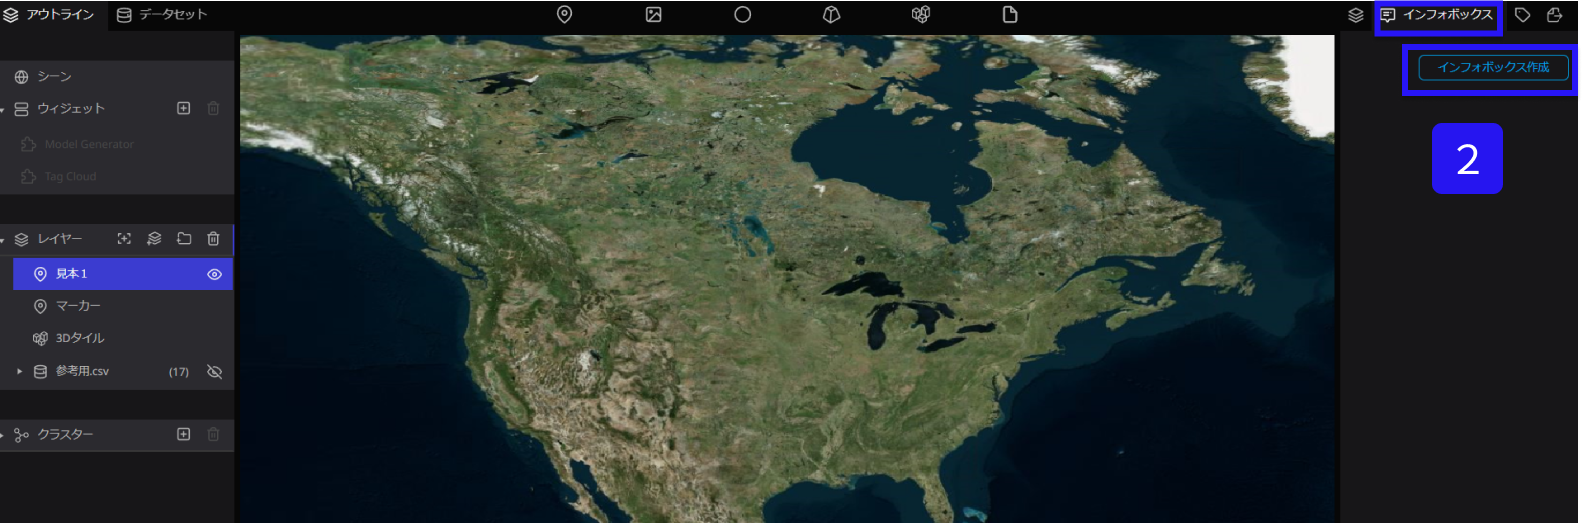 アウトライン
データセット
インフォボックス
シーン
インフォボックス作成
ウィジェット
Model Generator
2
Tag Cloud
レイヤー
見本1
マーカー
3Dタイル
参考用.csv (17)
クラスター